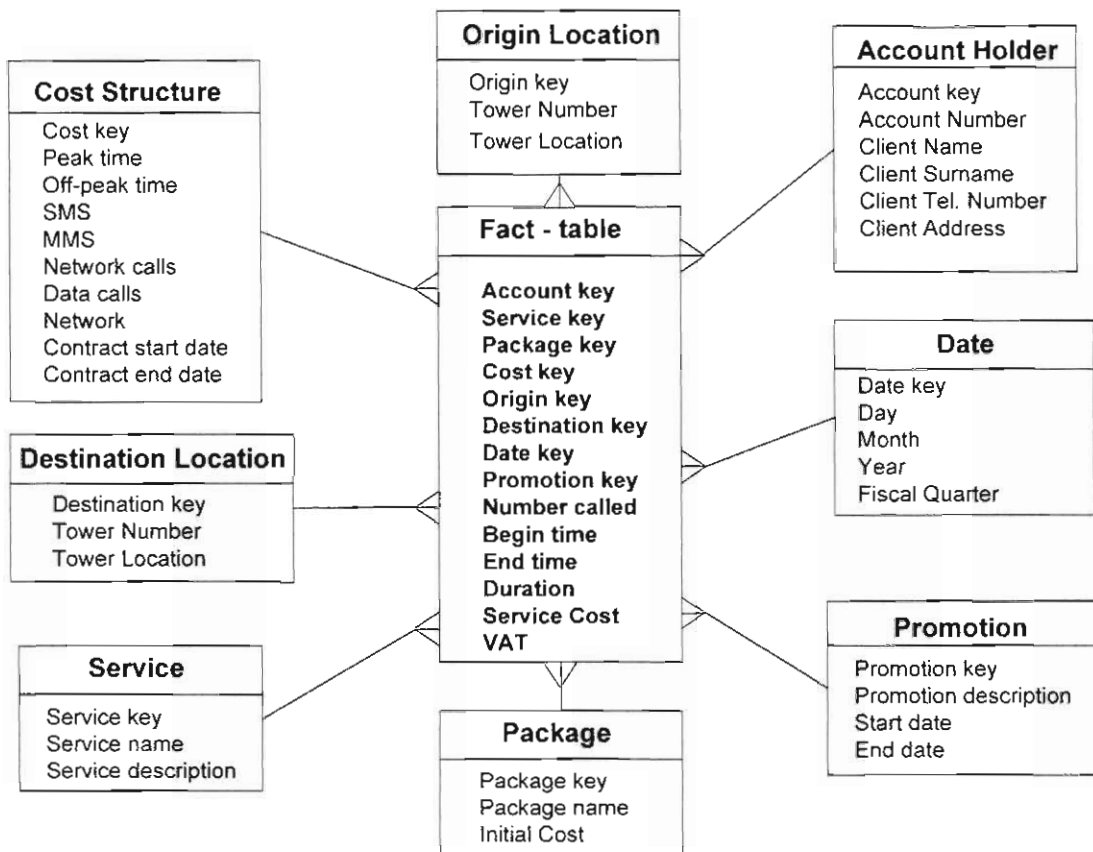 Origin Location
Origin key
Tower Number
Tower Location
Account Holder
Account key
Account Number
Client Name
Client Surname
Client Tel. Number
Client Address
Cost Structure
Cost key
Peak time
Off-peak time
SMS
MMS
Network calls
Data calls
Network
Contract start date
Contract end date
Fact - table
Account key
Service key
Package key
Cost key
Origin key
Destination key
Date key
Promotion key
Number called
Begin time
End time
Duration
Service Cost
VAT
Date
Date key
Day
Month
Year
Fiscal Quarter
Destination Location
Destination key
Tower Number
Tower Location
Promotion
Promotion key
Promotion description
Start date
End date
Service
Service key
Service name
Service description
Package
Package key
Package name
Initial Cost